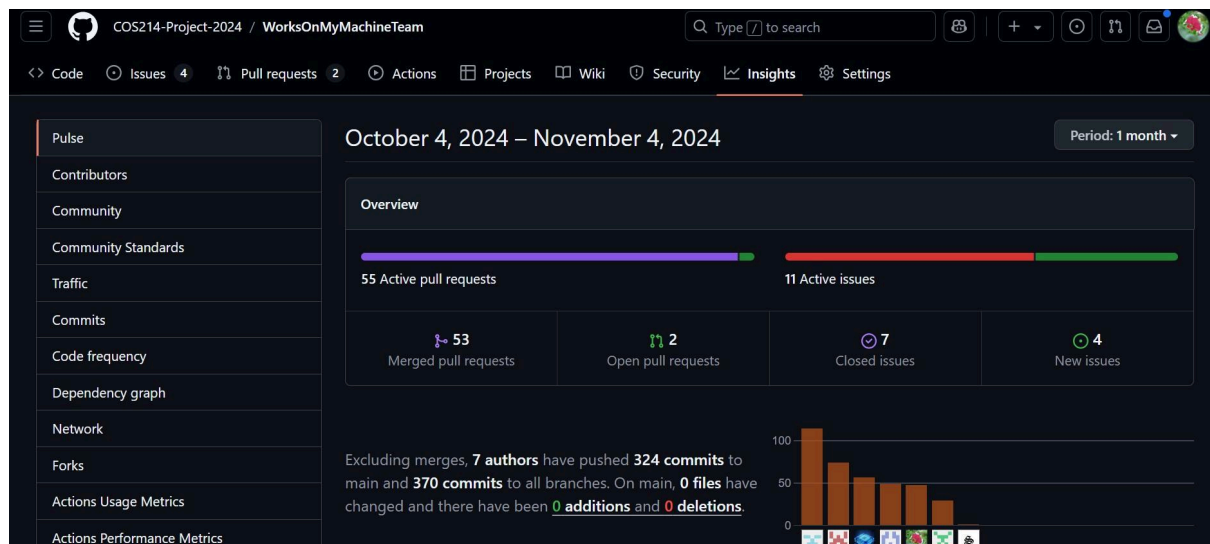 COS214-Project-2024 / WorksOnMyMachineTeam
Type / to search
Code Issues 4 Pull requests 2 Actions Projects Wiki Security Insights Settings
Pulse
Contributors
Community
Community Standards
Traffic
Commits
Code frequency
Dependency graph
Network
Forks
Actions Usage Metrics
Actions Performance Metrics
October 4, 2024 – November 4, 2024
Period: 1 month
Overview
55 Active pull requests
11 Active issues
53
Merged pull requests
2
Open pull requests
7
Closed issues
4
New issues
Excluding merges, 7 authors have pushed 324 commits to
main and 370 commits to all branches. On main, 0 files have
changed and there have been 0 additions and 0 deletions.
100
50
0